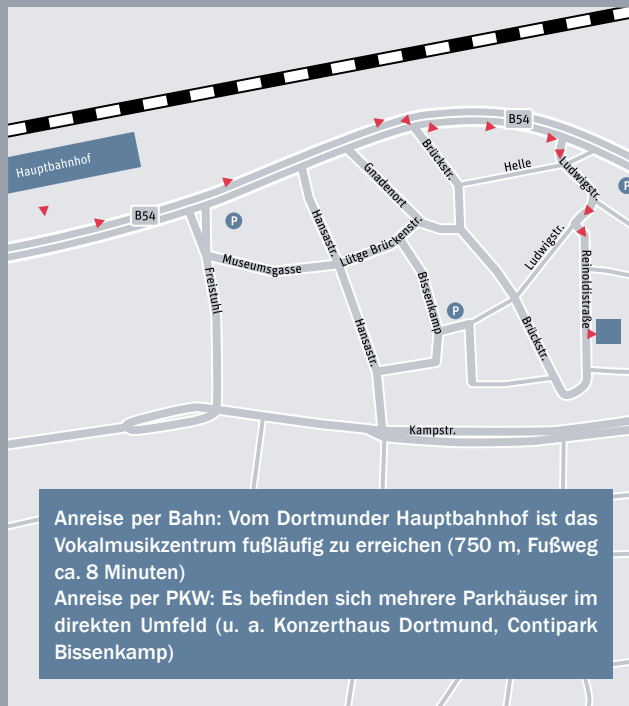 B54
Hauptbahnhof
Brückstr.
Helle
Ludwigstr.
Gnadenort
P
B54
P
Hansastr.
Lütge Brückenstr.
Ludwigstr.
Museumsgasse
Freistuhl
Bissenkamp
Reinoldistraße
P
Hansastr.
Brückstr.
Kampstr.
Anreise per Bahn: Vom Dortmunder Hauptbahnhof ist das
Vokalmusikzentrum fußläufig zu erreichen (750 m, Fußweg
ca. 8 Minuten)
Anreise per PKW: Es befinden sich mehrere Parkhäuser im
direkten Umfeld (u. a. Konzerthaus Dortmund, Contipark
Bissenkamp)